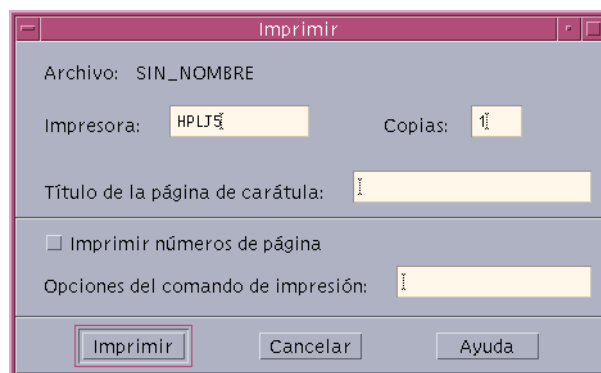 Imprimir
Archivo: SIN_NOMBRE
Impresora: HPLJ5 Copias: 1
Título de la página de carátula:
Imprimir números de página
Opciones del comando de impresión:
Imprimir Cancelar Ayuda